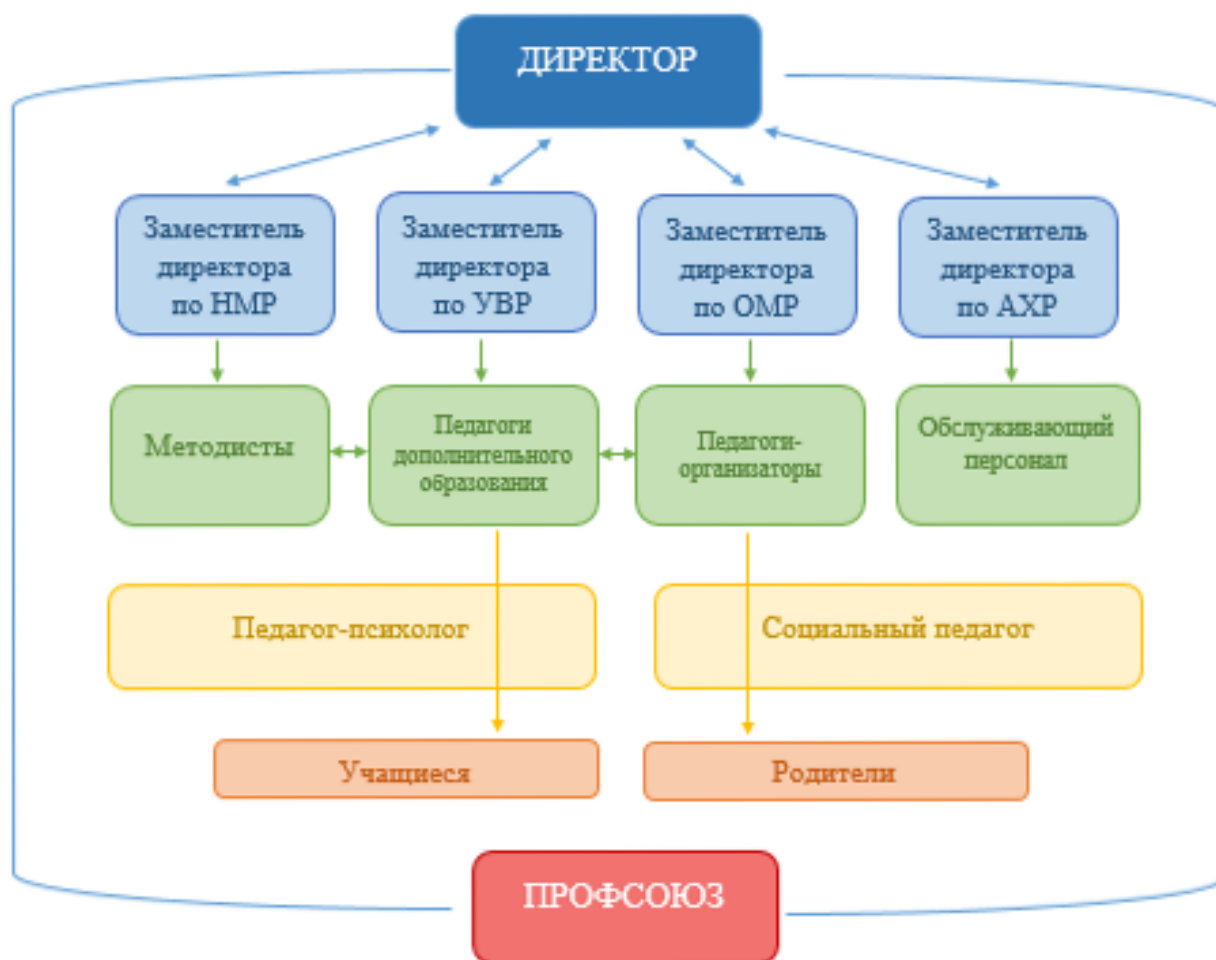 ДИРЕКТОР
Заместитель
директора
по НМР
Заместитель
директора
по УВР
Заместитель
директора
по ОМР
Заместитель
директора
по АХР
Методисты
Педагоги
дополнительного
образования
Педагоги-
организаторы
Обслуживающий
персонал
Педагог-психолог
Социальный педагог
Учащиеся
Родители
ПРОФСОЮЗ